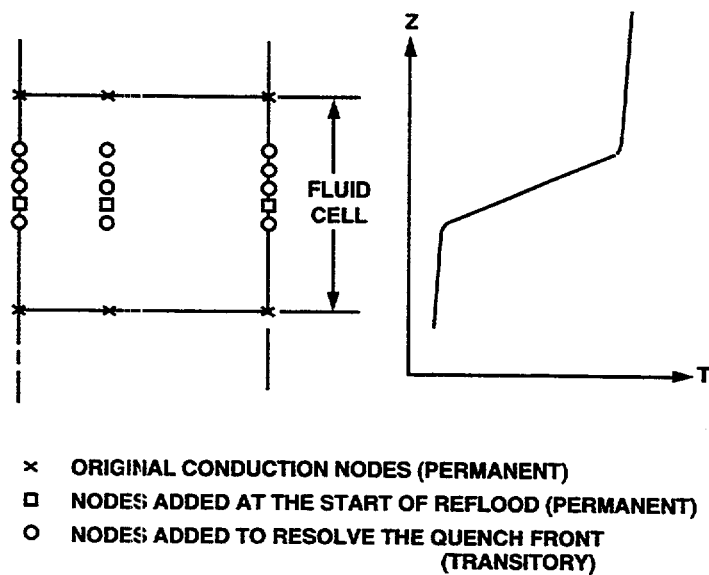 Z
FLUID
CELL
T
× ORIGINAL CONDUCTION NODES (PERMANENT)
□ NODES ADDED AT THE START OF REFLOOD (PERMANENT)
○ NODES ADDED TO RESOLVE THE QUENCH FRONT
(TRANSITORY)